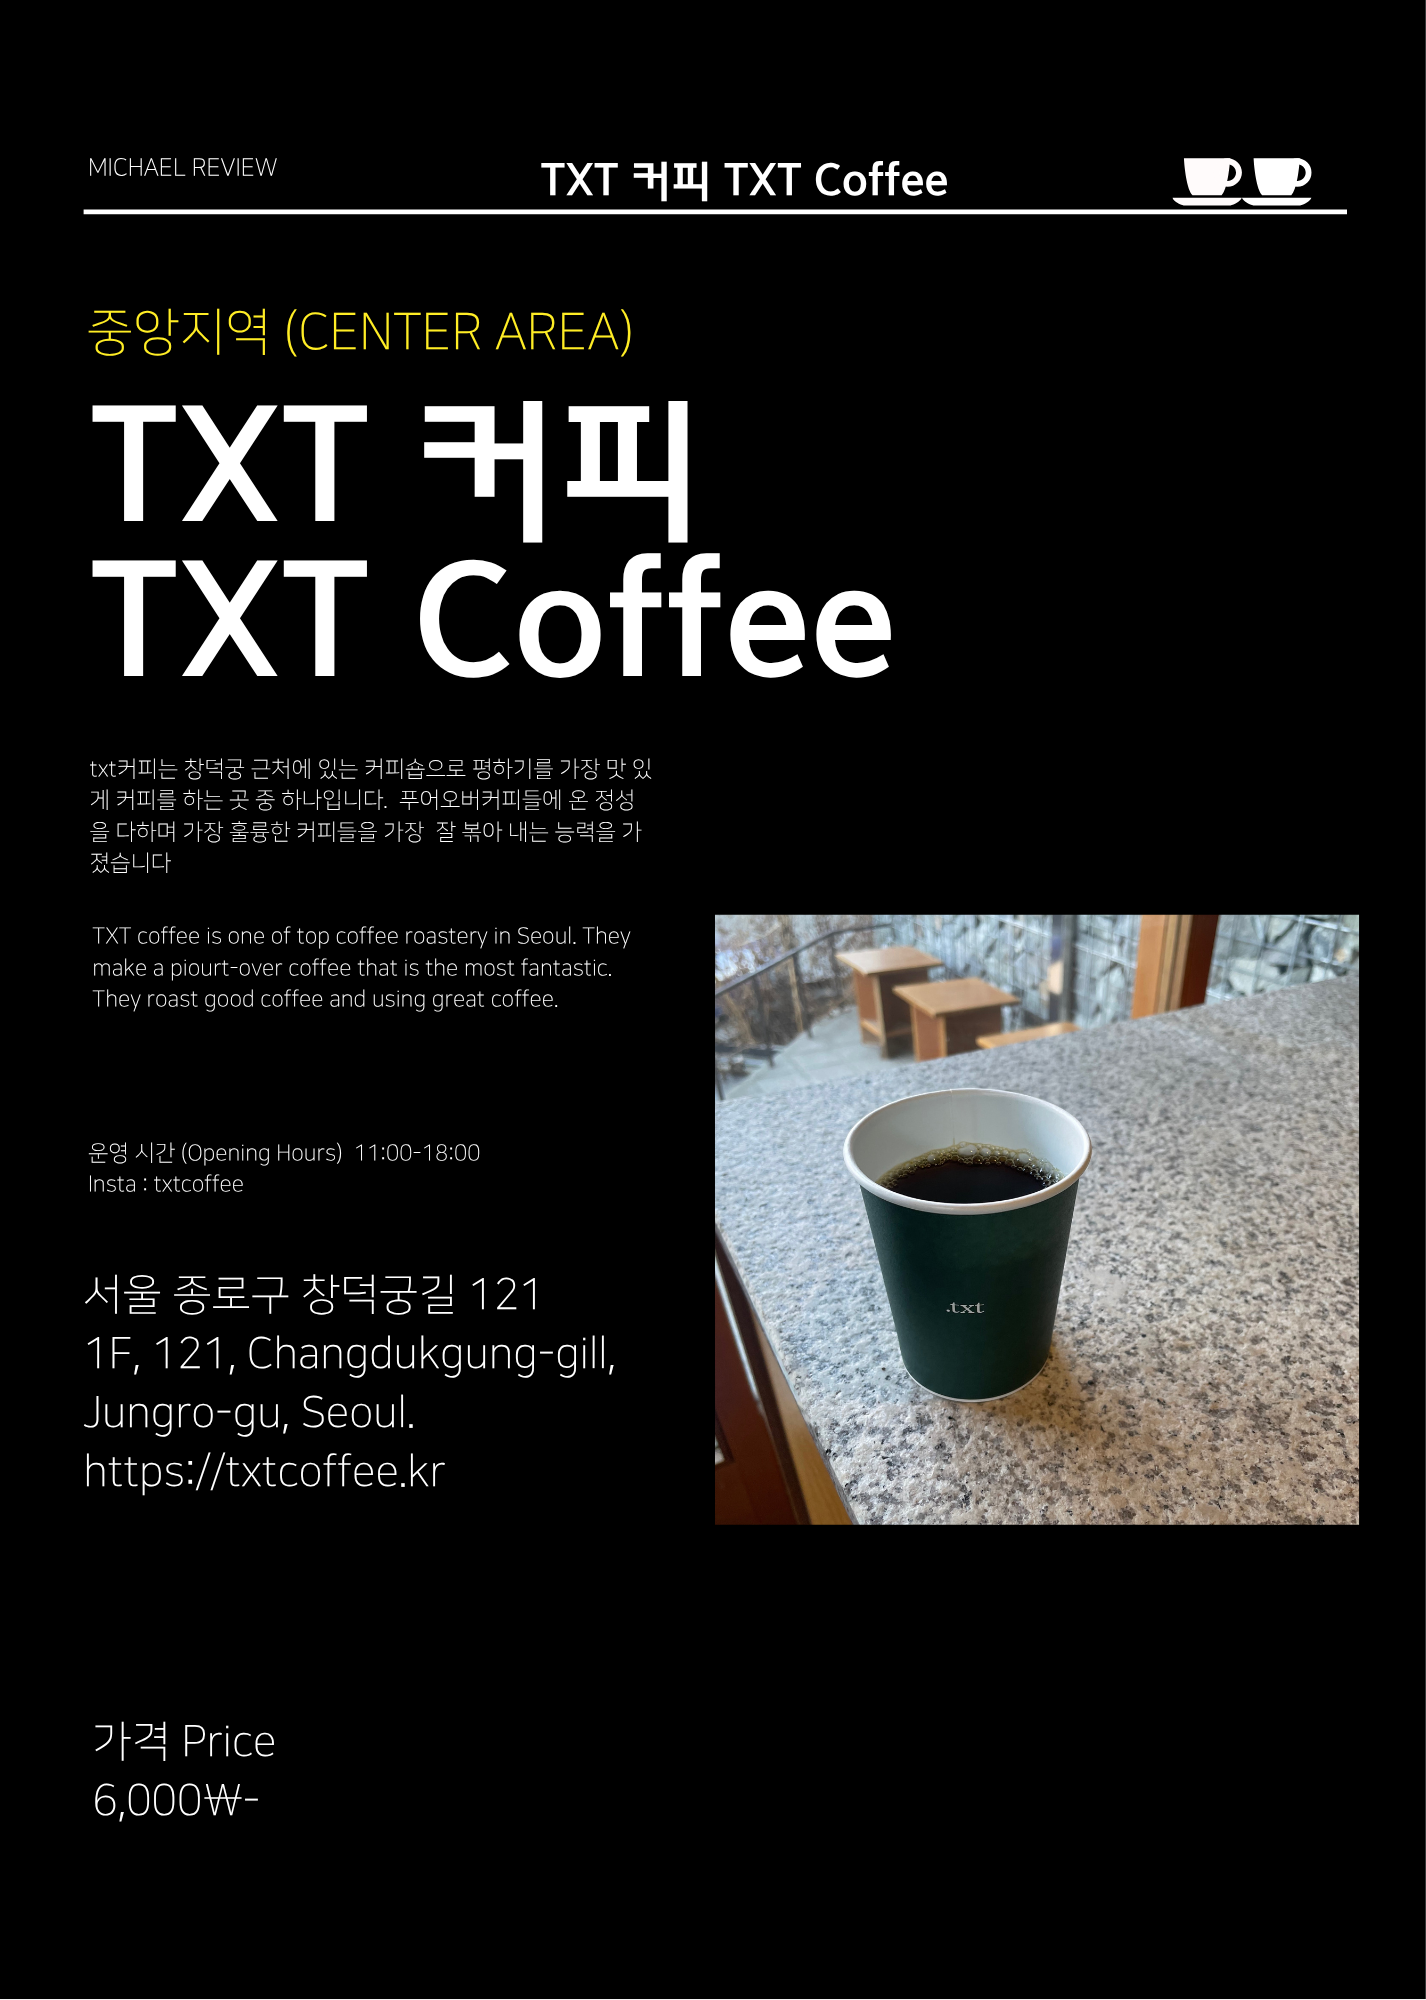 MICHAEL REVIEW
TXT 커피 TXT Coffee
중앙지역 (CENTER AREA)
TXT 커피
TXT Coffee
txt커피는 창덕궁 근처에 있는 커피숍으로 평하기를 가장 맛 있
게 커피를 하는 곳 중 하나입니다.  푸어오버커피들에 온 정성
을 다하며 가장 훌륭한 커피들을 가장  잘 볶아 내는 능력을 가
졌습니다
TXT coffee is one of top coffee roastery in Seoul. They
make a piourt-over coffee that is the most fantastic.
They roast good coffee and using great coffee.
운영 시간 (Opening Hours)  11:00-18:00
Insta : txtcoffee
서울 종로구 창덕궁길 121
1F, 121, Changdukgung-gill,
Jungro-gu, Seoul.
https://txtcoffee.kr
.txt
가격 Price
6,000₩-